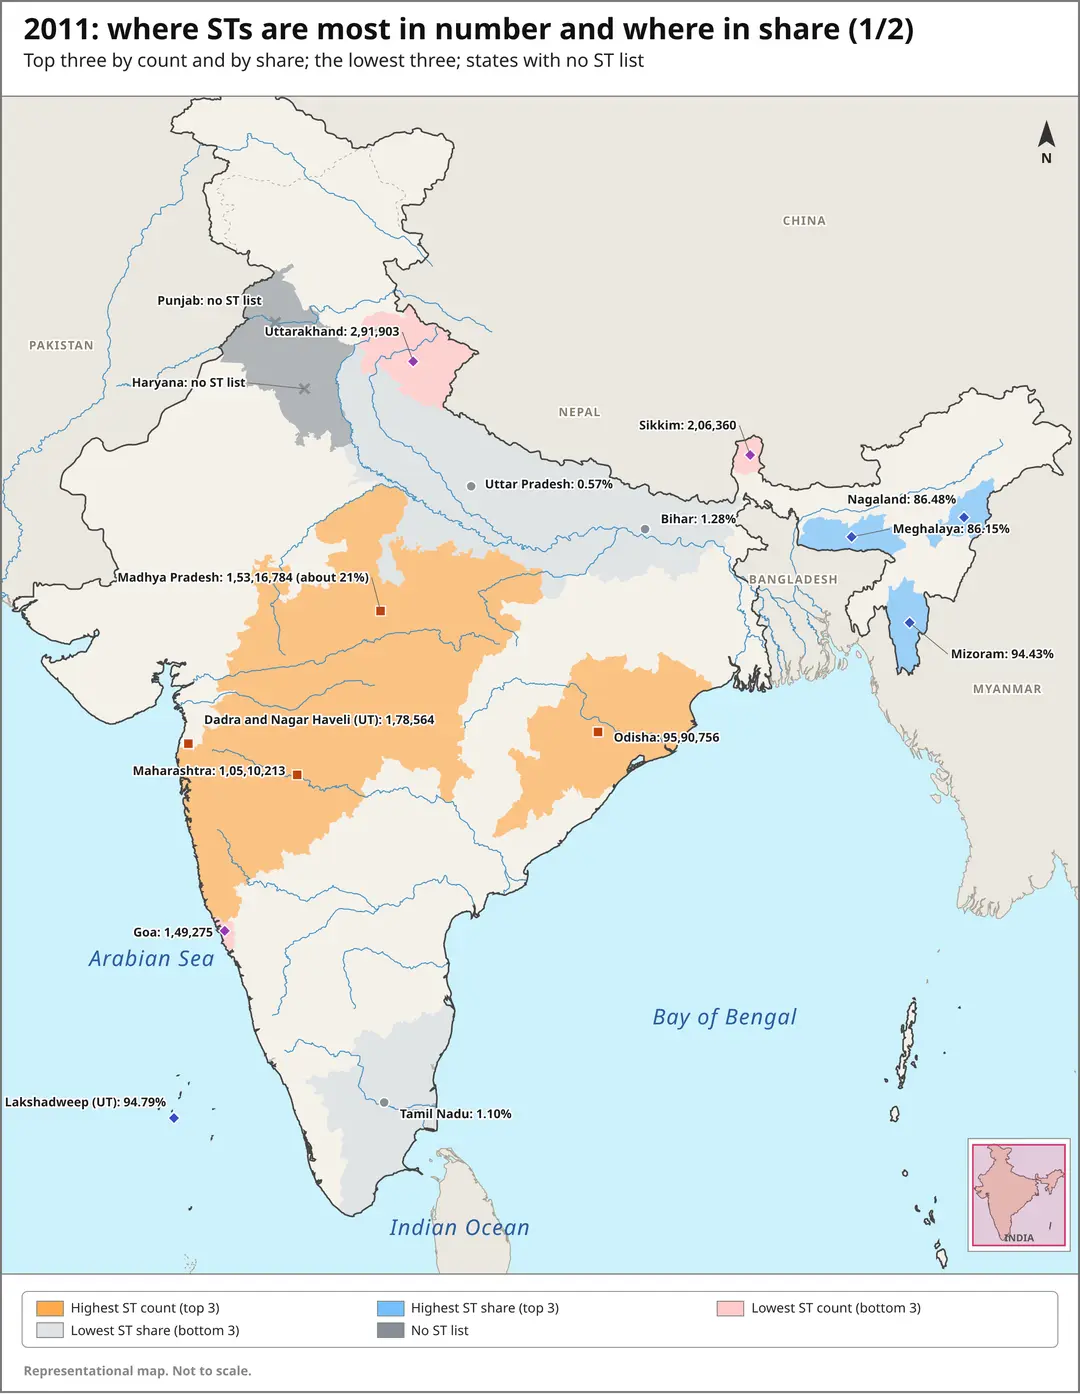 2011: where STs are most in number and where in share (1/2)
Top three by count and by share; the lowest three; states with no ST list
N
CHINA
Punjab: no ST list
Uttarakhand: 2,91,903
PAKISTAN
Haryana: no ST list
NEPAL
Sikkim: 2,06,360
Uttar Pradesh: 0.57%
Nagaland: 86.48%
Bihar: 1.28%
Meghalaya: 86.15%
Madhya Pradesh: 1,53,16,784 (about 21%)
BANGLADESH
Mizoram: 94.43%
MYANMAR
Dadra and Nagar Haveli (UT): 1,78,564
Odisha: 95,90,756
Maharashtra: 1,05,10,213
Goa: 1,49,275
Arabian Sea
Bay of Bengal
Lakshadweep (UT): 94.79%
Tamil Nadu: 1.10%
Indian Ocean
INDIA
Highest ST count (top 3)
Highest ST share (top 3)
Lowest ST count (bottom 3)
Lowest ST share (bottom 3)
No ST list
Representational map. Not to scale.